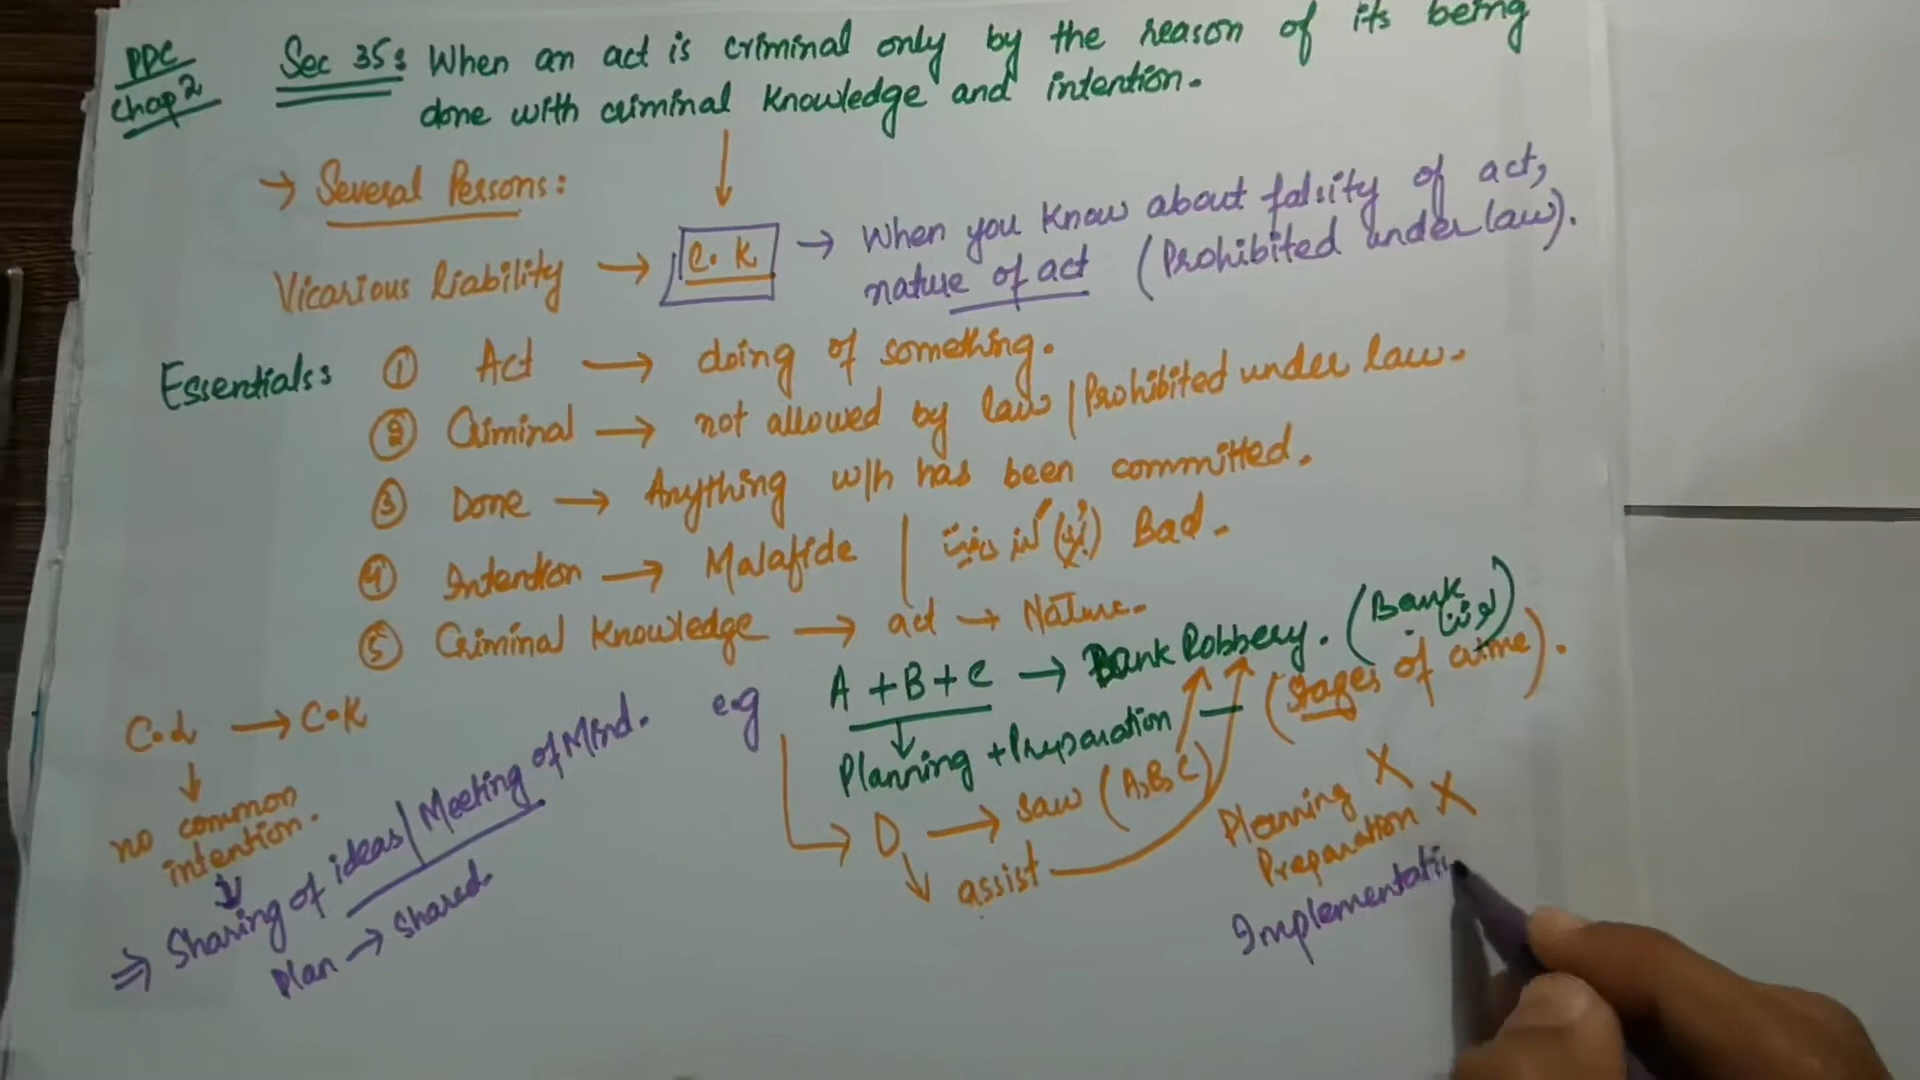 PPC
Chap 2
Sec 35: When an act is criminal only by the reason of its being
done with criminal knowledge and intention.
→ Several Persons:
Vicarious liability → C.K → When you know about falsity of act,
nature of act (Prohibited under law).
Essentials:
① Act → doing of something.
② Criminal → not allowed by law | Prohibited under law.
③ Done → Anything w/h has been committed.
④ Intention → Malafide | Bad.
⑤ Criminal Knowledge → act → Nature.
e.g A + B + C → Bank Robbery. (Bank لوٹنا)
Planning + Preparation — (Stages of crime).
D → saw (A, B, C)
assist
Planning X
Preparation X
Implementati
C.I → C.K
no common
intention.
⇒ Sharing of ideas | Meeting of Mind.
Plan → Shared.